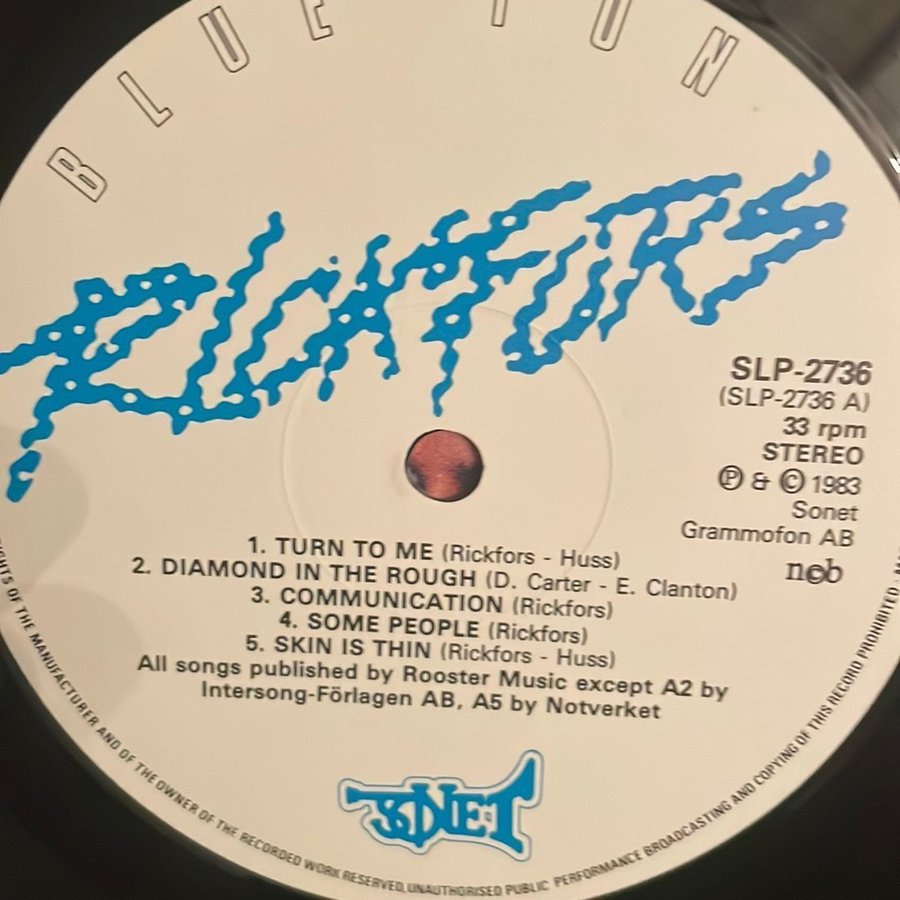 BLUE FUN
RICKFORS
SLP-2736
(SLP-2736 A)
33 rpm
STEREO
Ⓟ & © 1983
Sonet
Grammofon AB
ncb
1. TURN TO ME (Rickfors - Huss)
2. DIAMOND IN THE ROUGH (D. Carter - E. Clanton)
3. COMMUNICATION (Rickfors)
4. SOME PEOPLE (Rickfors)
5. SKIN IS THIN (Rickfors - Huss)
All songs published by Rooster Music except A2 by
Intersong-Förlagen AB, A5 by Notverket
SONET
OF THE MANUFACTURER AND OF THE OWNER OF THE RECORDED WORK RESERVED. UNAUTHORISED PUBLIC PERFORMANCE BROADCASTING AND COPYING OF THIS RECORD PROHIBITED ·